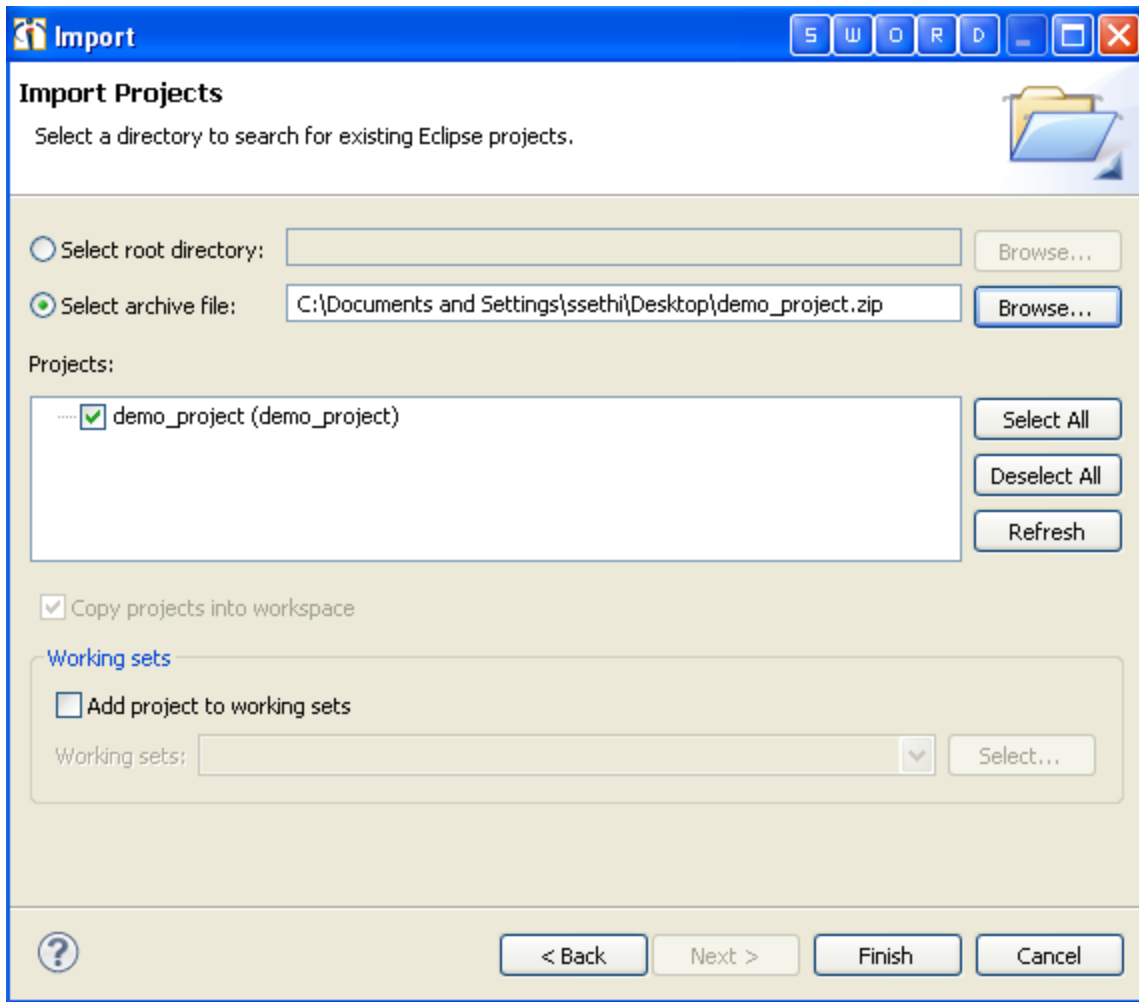 Import S W O R D
Import Projects
Select a directory to search for existing Eclipse projects.
Select root directory: Browse...
Select archive file: C:\Documents and Settings\ssethi\Desktop\demo_project.zip Browse...
Projects:
demo_project (demo_project) Select All
Deselect All
Refresh
Copy projects into workspace
Working sets
Add project to working sets
Working sets: Select...
? < Back Next > Finish Cancel